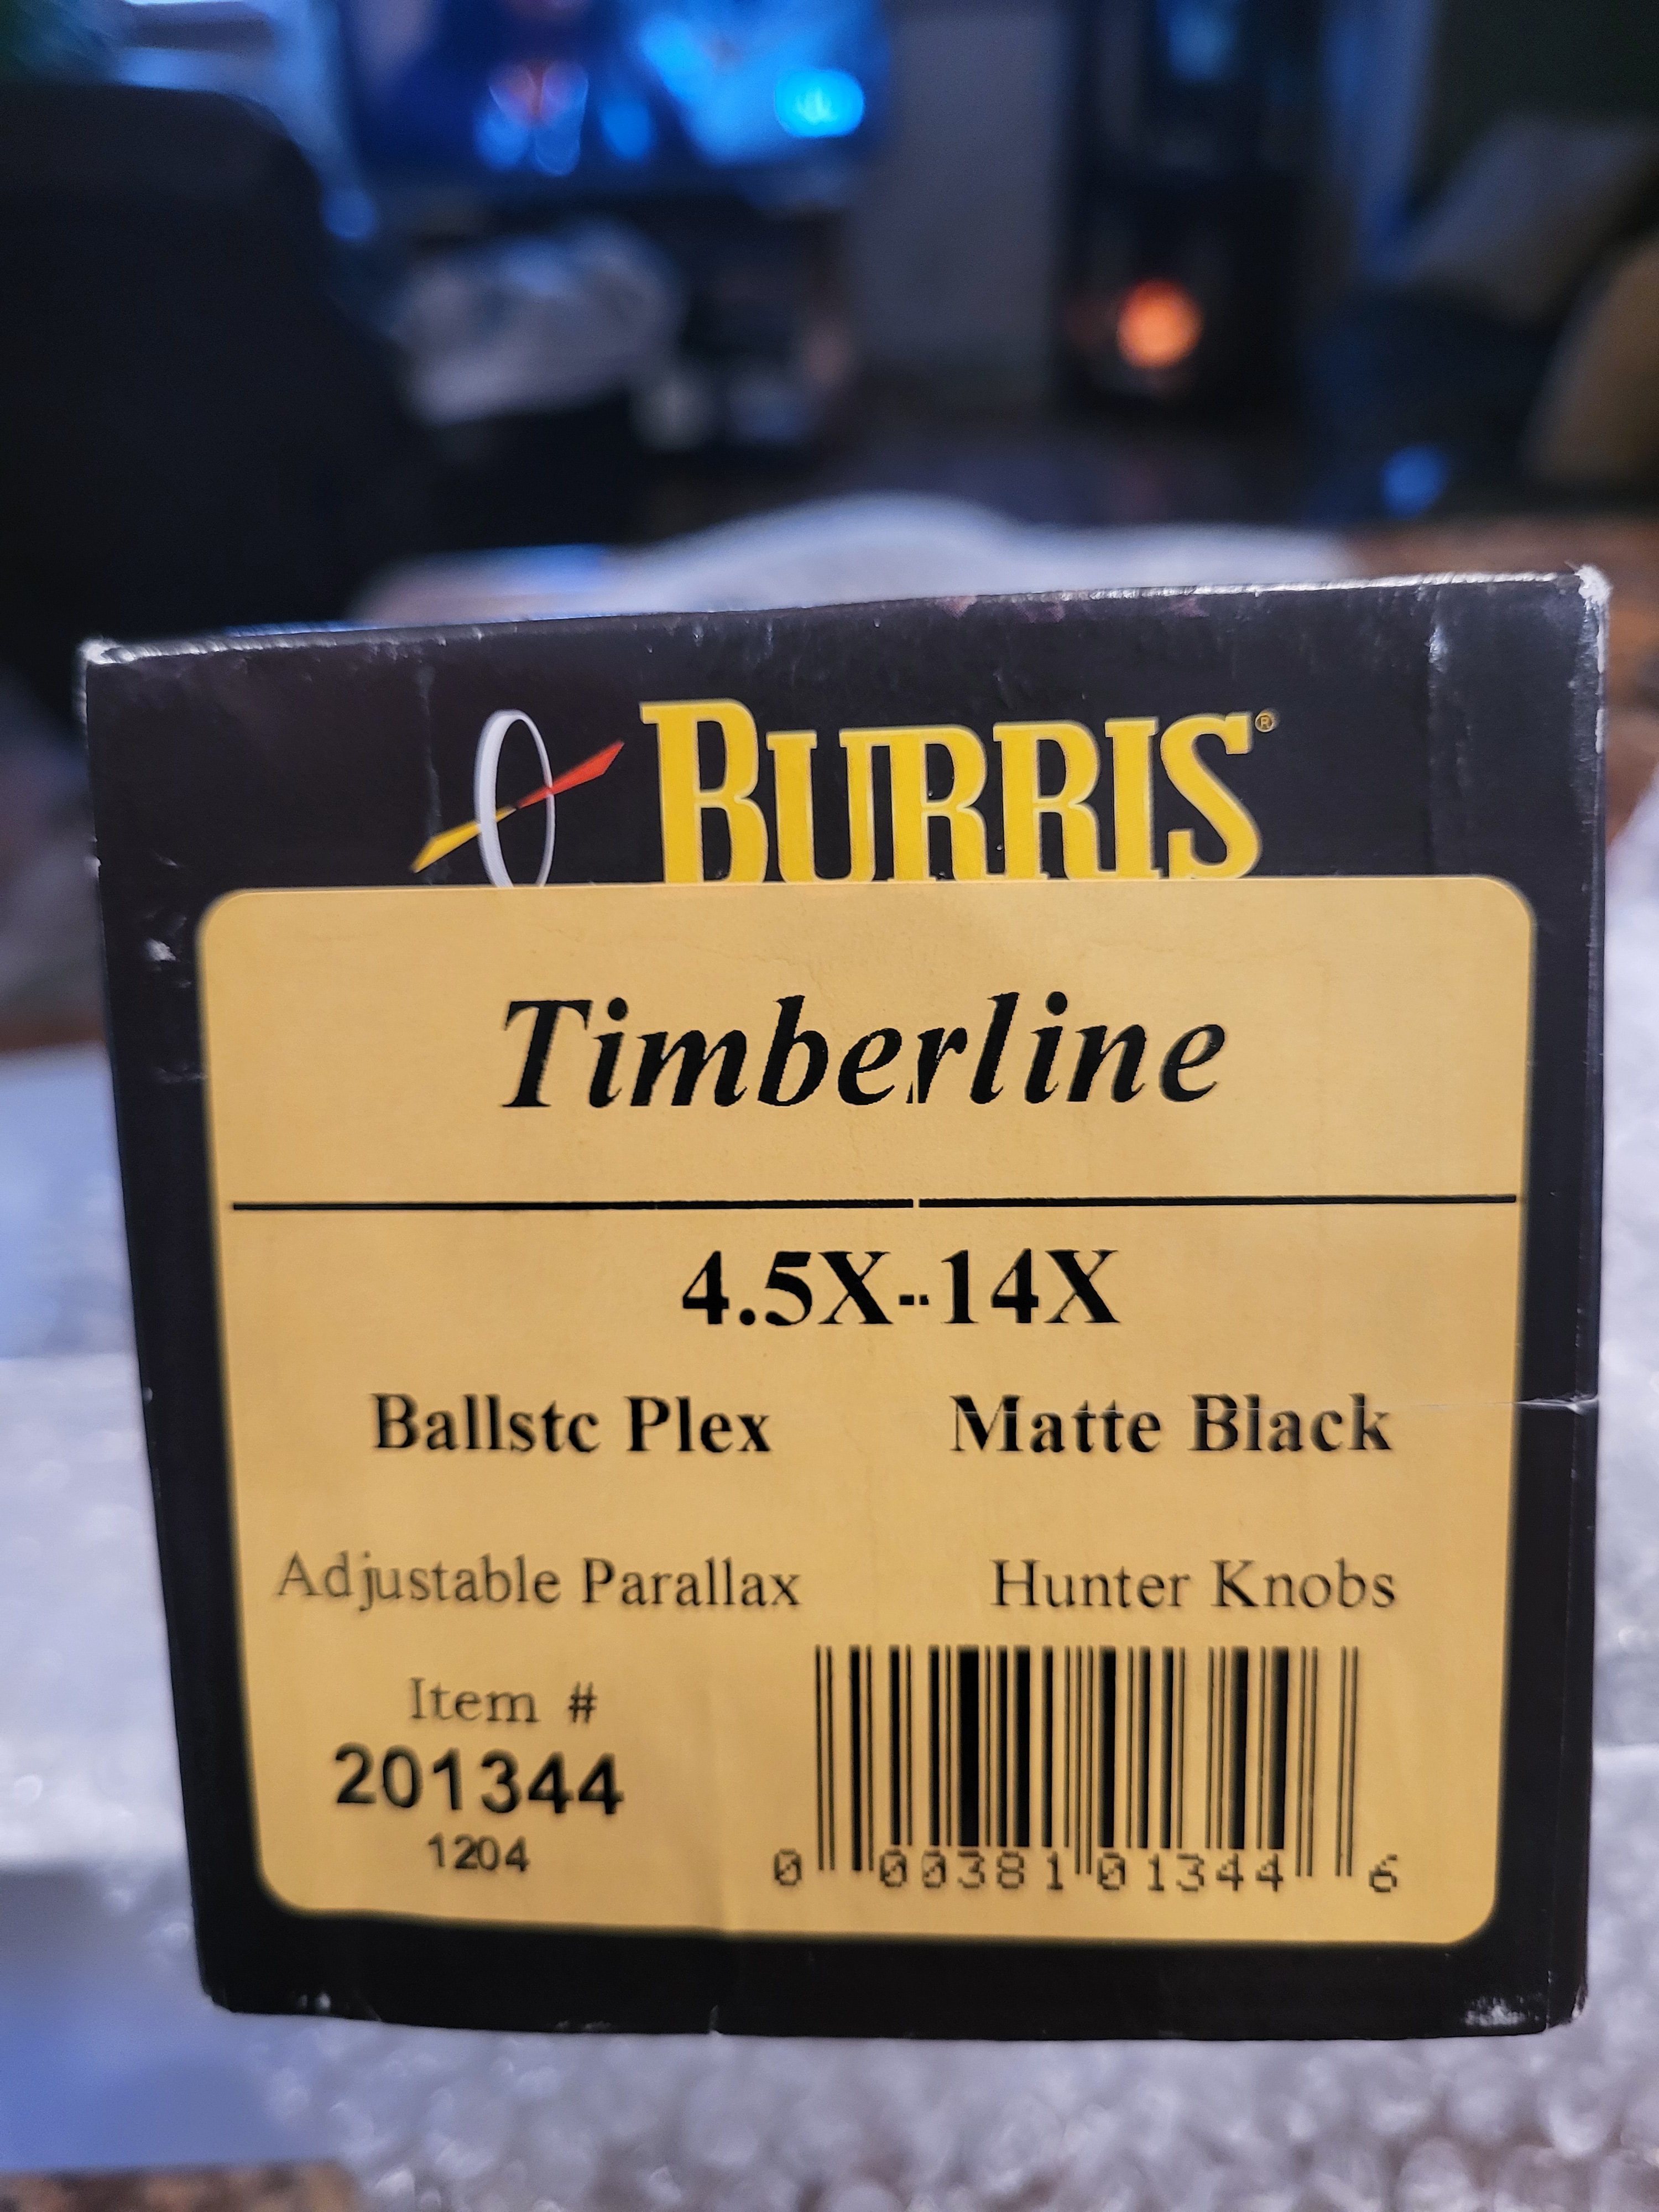 BURRIS®
Timberline
4.5X--14X
Ballstc Plex Matte Black
Adjustable Parallax Hunter Knobs
Item #
201344
1204
0 00381 01344 6